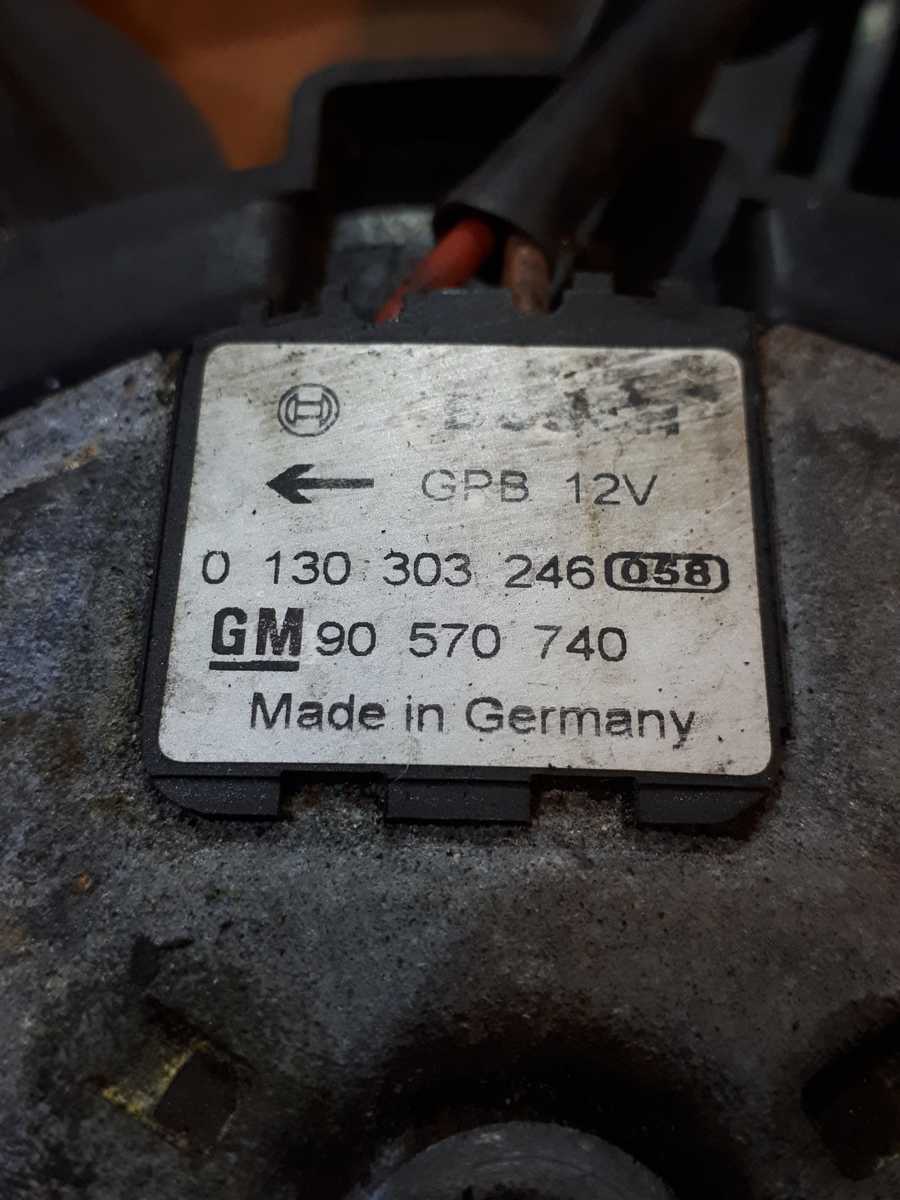 GPB 12V
0 130 303 246 058
GM 90 570 740
Made in Germany